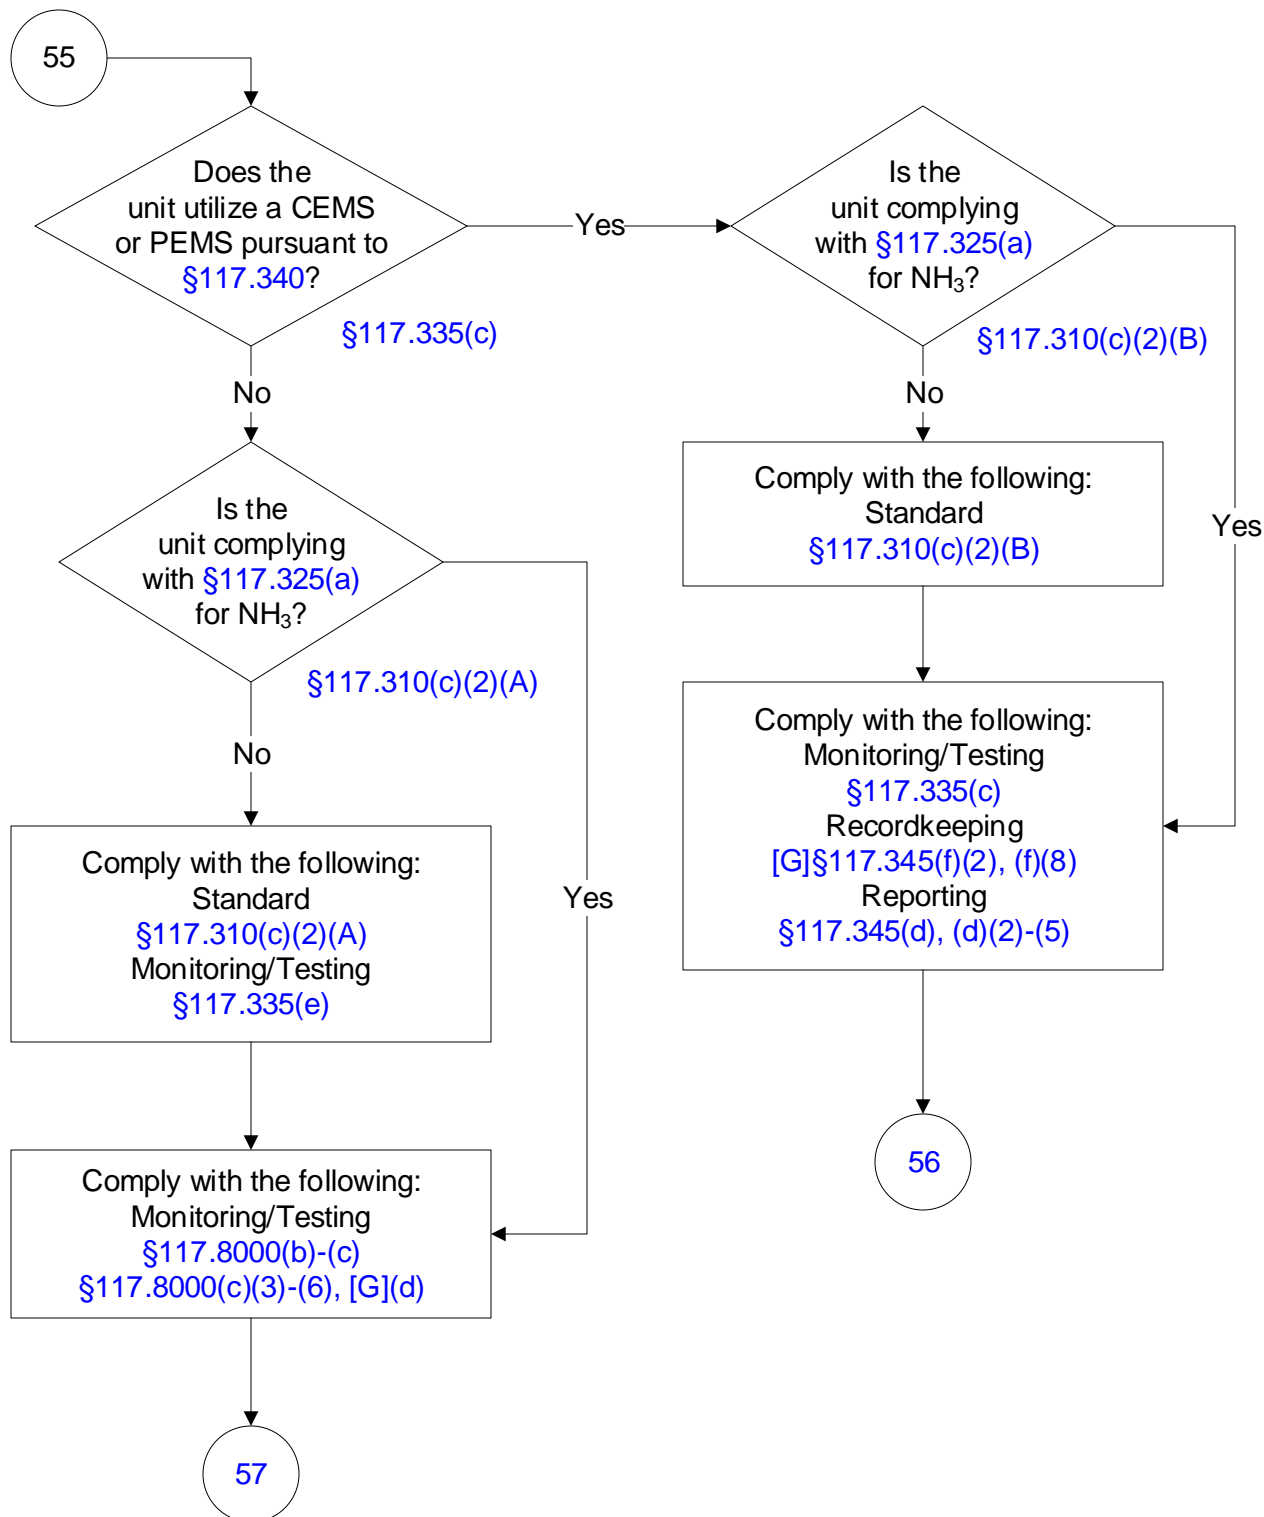 55
Does the
unit utilize a CEMS
or PEMS pursuant to
§117.340?
§117.335(c)
Yes
Is the
unit complying
with §117.325(a)
for NH₃?
§117.310(c)(2)(B)
No
Comply with the following:
Standard
§117.310(c)(2)(B)
Yes
Comply with the following:
Monitoring/Testing
§117.335(c)
Recordkeeping
[G]§117.345(f)(2), (f)(8)
Reporting
§117.345(d), (d)(2)-(5)
56
No
Is the
unit complying
with §117.325(a)
for NH₃?
§117.310(c)(2)(A)
No
Comply with the following:
Standard
§117.310(c)(2)(A)
Monitoring/Testing
§117.335(e)
Yes
Comply with the following:
Monitoring/Testing
§117.8000(b)-(c)
§117.8000(c)(3)-(6), [G](d)
57